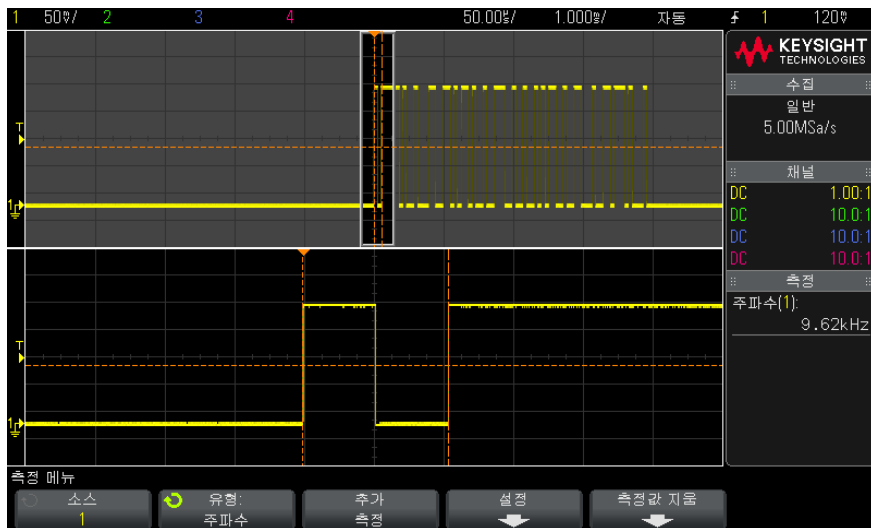 1 50㎷/ 2 3 4 50.00㎲/ 1.000㎳/ 자동 1 120㎷
KEYSIGHT
TECHNOLOGIES
수집
일반
5.00MSa/s
채널
DC 1.00:1
DC 10.0:1
DC 10.0:1
DC 10.0:1
측정
주파수(1):
9.62kHz
T
1
T
1
측정 메뉴
소스
1
유형:
주파수
추가
측정
설정
측정값 지움